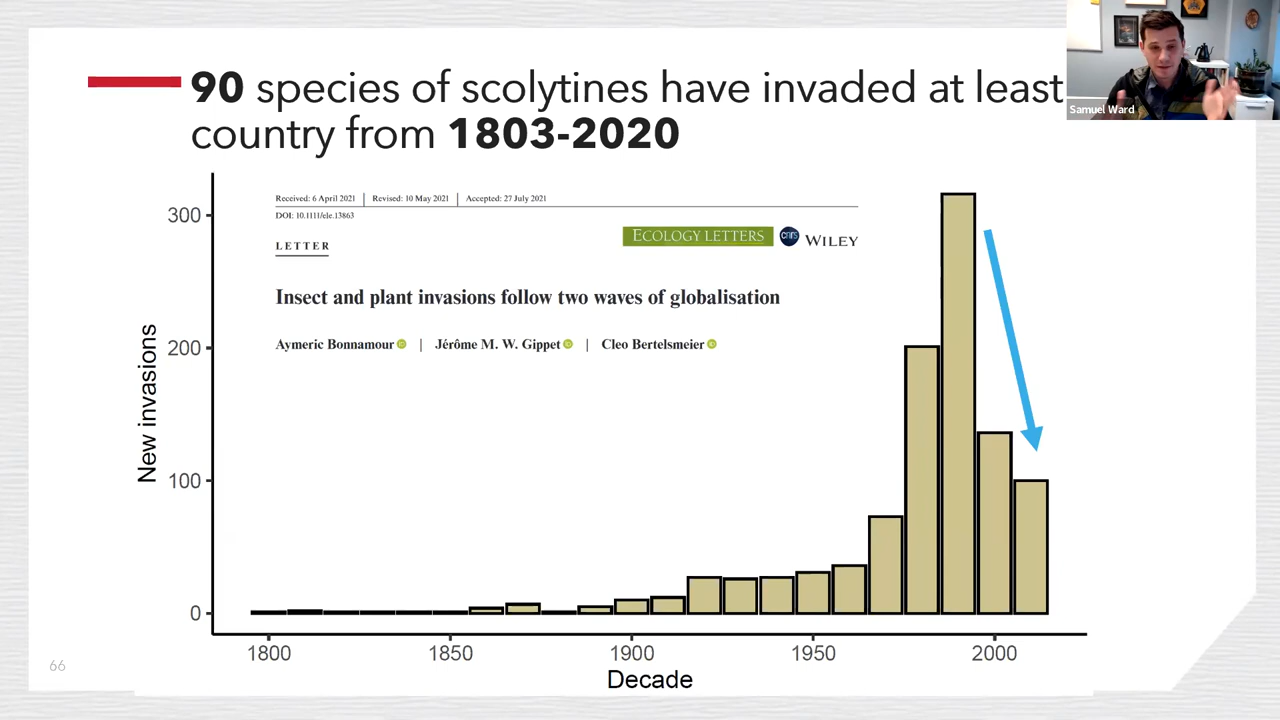 90 species of scolytines have invaded at least
country from 1803-2020
Samuel Ward
Received: 6 April 2021 | Revised: 10 May 2021 | Accepted: 27 July 2021
DOI: 10.1111/ele.13863
LETTER
ECOLOGY LETTERS
cnrs
WILEY
Insect and plant invasions follow two waves of globalisation
Aymeric Bonnamour | Jérôme M. W. Gippet | Cleo Bertelsmeier
New invasions
300
200
100
0
1800
1850
1900
1950
2000
Decade
66